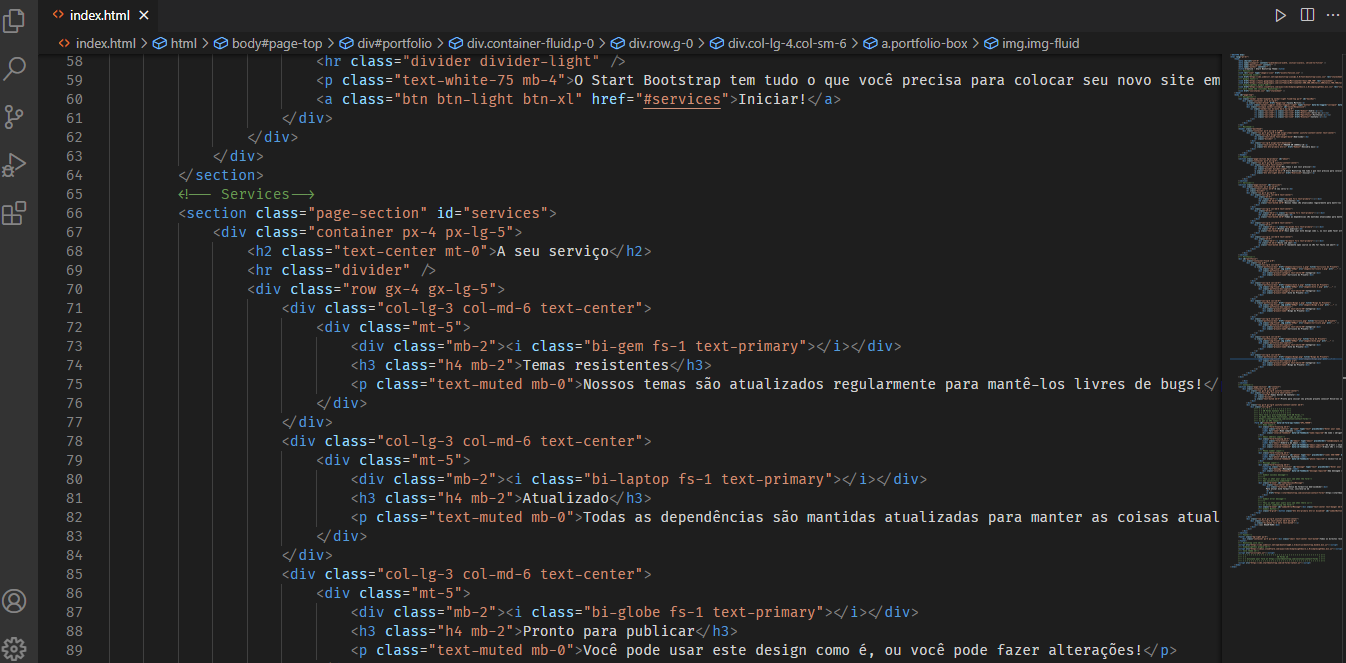 index.html
index.html > html > body#page-top > div#portfolio > div.container-fluid.p-0 > div.row.g-0 > div.col-lg-4.col-sm-6 > a.portfolio-box > img.img-fluid
58 <hr class="divider divider-light" />
59 <p class="text-white-75 mb-4">O Start Bootstrap tem tudo o que você precisa para colocar seu novo site em
60 <a class="btn btn-light btn-xl" href="#services">Iniciar!</a>
61 </div>
62 </div>
63 </div>
64 </section>
65 <!-- Services-->
66 <section class="page-section" id="services">
67 <div class="container px-4 px-lg-5">
68 <h2 class="text-center mt-0">A seu serviço</h2>
69 <hr class="divider" />
70 <div class="row gx-4 gx-lg-5">
71 <div class="col-lg-3 col-md-6 text-center">
72 <div class="mt-5">
73 <div class="mb-2"><i class="bi-gem fs-1 text-primary"></i></div>
74 <h3 class="h4 mb-2">Temas resistentes</h3>
75 <p class="text-muted mb-0">Nossos temas são atualizados regularmente para mantê-los livres de bugs!</
76 </div>
77 </div>
78 <div class="col-lg-3 col-md-6 text-center">
79 <div class="mt-5">
80 <div class="mb-2"><i class="bi-laptop fs-1 text-primary"></i></div>
81 <h3 class="h4 mb-2">Atualizado</h3>
82 <p class="text-muted mb-0">Todas as dependências são mantidas atualizadas para manter as coisas atual
83 </div>
84 </div>
85 <div class="col-lg-3 col-md-6 text-center">
86 <div class="mt-5">
87 <div class="mb-2"><i class="bi-globe fs-1 text-primary"></i></div>
88 <h3 class="h4 mb-2">Pronto para publicar</h3>
89 <p class="text-muted mb-0">Você pode usar este design como é, ou você pode fazer alterações!</p>